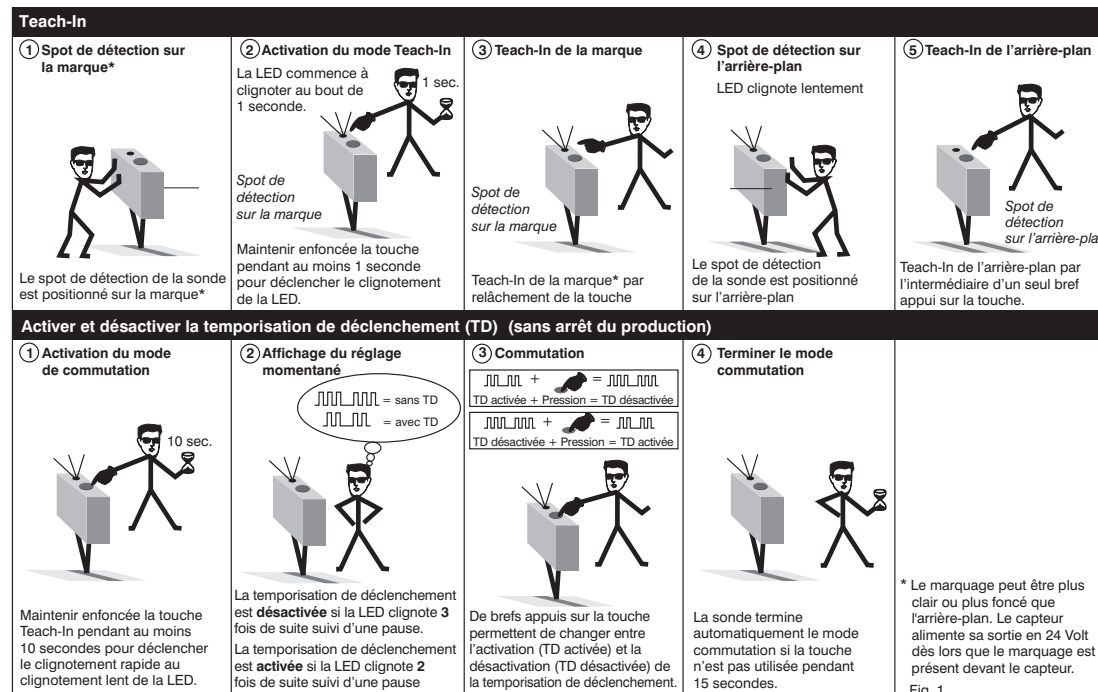 Teach-In
1 Spot de détection sur
la marque*
Le spot de détection de la sonde
est positionné sur la marque*
2 Activation du mode Teach-In
La LED commence à
clignoter au bout de
1 seconde.
1 sec.
Spot de
détection
sur la marque
Maintenir enfoncée la touche
pendant au moins 1 seconde
pour déclencher le clignotement
de la LED.
3 Teach-In de la marque
Spot de
détection
sur la marque
Teach-In de la marque* par
relâchement de la touche
4 Spot de détection sur
l'arrière-plan
LED clignote lentement
Le spot de détection
de la sonde est positionné
sur l'arrière-plan
5 Teach-In de l'arrière-plan
Spot de
détection
sur l'arrière-pla
Teach-In de l'arrière-plan par
l'intermédiaire d'un seul bref
appui sur la touche.
Activer et désactiver la temporisation de déclenchement (TD) (sans arrêt du production)
1 Activation du mode
de commutation
10 sec.
Maintenir enfoncée la touche
Teach-In pendant au moins
10 secondes pour déclencher
le clignotement rapide au
clignotement lent de la LED.
2 Affichage du réglage
momentané
= sans TD
= avec TD
La temporisation de déclenchement
est désactivée si la LED clignote 3
fois de suite suivi d'une pause.
La temporisation de déclenchement
est activée si la LED clignote 2
fois de suite suivi d'une pause
3 Commutation
+ =
TD activée + Pression = TD désactivée
+ =
TD désactivée + Pression = TD activée
De brefs appuis sur la touche
permettent de changer entre
l'activation (TD activée) et la
désactivation (TD désactivée) de
la temporisation de déclenchement.
4 Terminer le mode
commutation
La sonde termine
automatiquement le mode
commutation si la touche
n'est pas utilisée pendant
15 secondes.
* Le marquage peut être plus
clair ou plus foncé que
l'arrière-plan. Le capteur
alimente sa sortie en 24 Volt
dès lors que le marquage est
présent devant le capteur.
Fig. 1